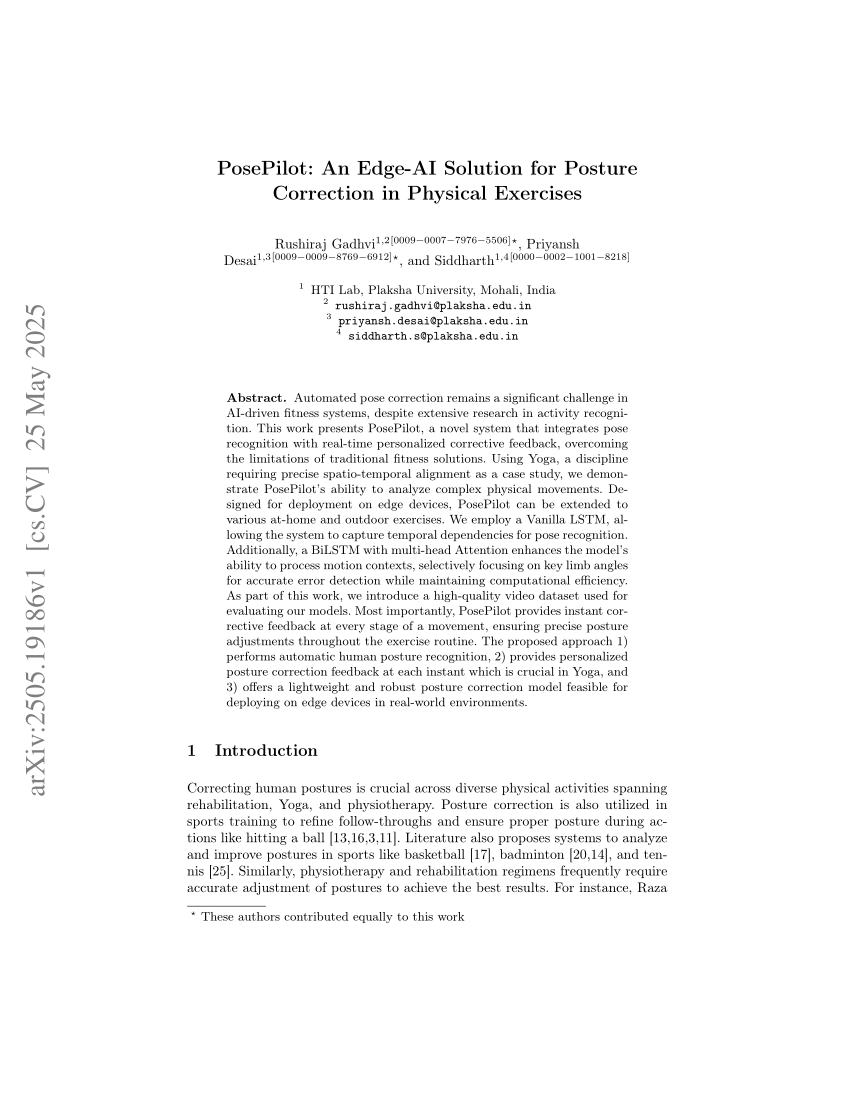 PosePilot: An Edge-AI Solution for Posture
Correction in Physical Exercises
Rushiraj Gadhvi1,2[0009−0007−7976−5506]⋆, Priyansh
Desai1,3[0009−0009−8769−6912]⋆, and Siddharth1,4[0000−0002−1001−8218]
1 HTI Lab, Plaksha University, Mohali, India
2 rushiraj.gadhvi@plaksha.edu.in
3 priyansh.desai@plaksha.edu.in
4 siddharth.s@plaksha.edu.in
arXiv:2505.19186v1 [cs.CV] 25 May 2025
Abstract. Automated pose correction remains a significant challenge in
AI-driven fitness systems, despite extensive research in activity recogni-
tion. This work presents PosePilot, a novel system that integrates pose
recognition with real-time personalized corrective feedback, overcoming
the limitations of traditional fitness solutions. Using Yoga, a discipline
requiring precise spatio-temporal alignment as a case study, we demon-
strate PosePilot's ability to analyze complex physical movements. De-
signed for deployment on edge devices, PosePilot can be extended to
various at-home and outdoor exercises. We employ a Vanilla LSTM, al-
lowing the system to capture temporal dependencies for pose recognition.
Additionally, a BiLSTM with multi-head Attention enhances the model's
ability to process motion contexts, selectively focusing on key limb angles
for accurate error detection while maintaining computational efficiency.
As part of this work, we introduce a high-quality video dataset used for
evaluating our models. Most importantly, PosePilot provides instant cor-
rective feedback at every stage of a movement, ensuring precise posture
adjustments throughout the exercise routine. The proposed approach 1)
performs automatic human posture recognition, 2) provides personalized
posture correction feedback at each instant which is crucial in Yoga, and
3) offers a lightweight and robust posture correction model feasible for
deploying on edge devices in real-world environments.
1 Introduction
Correcting human postures is crucial across diverse physical activities spanning
rehabilitation, Yoga, and physiotherapy. Posture correction is also utilized in
sports training to refine follow-throughs and ensure proper posture during ac-
tions like hitting a ball [13,16,3,11]. Literature also proposes systems to analyze
and improve postures in sports like basketball [17], badminton [20,14], and ten-
nis [25]. Similarly, physiotherapy and rehabilitation regimens frequently require
accurate adjustment of postures to achieve the best results. For instance, Raza
⋆ These authors contributed equally to this work